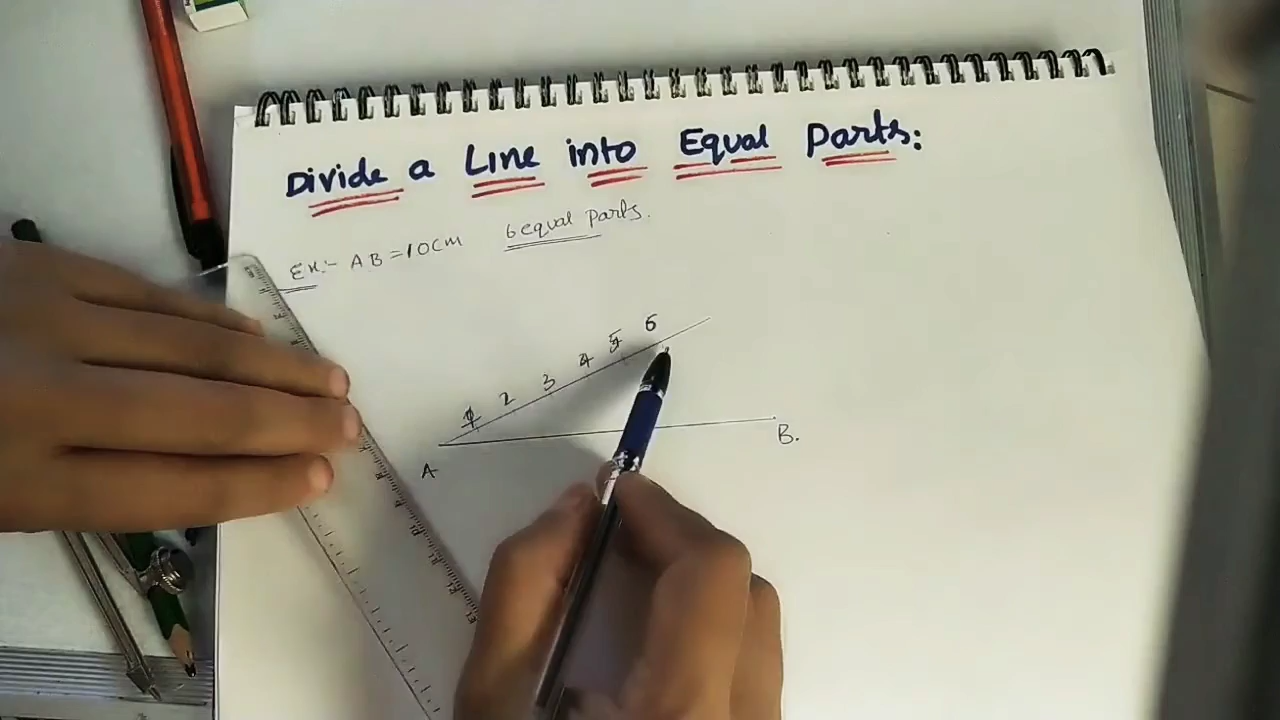 Divide a Line into Equal Parts:
Ex:- AB=10CM 6 equal Parts.
1 2 3 4 5 6
A B.